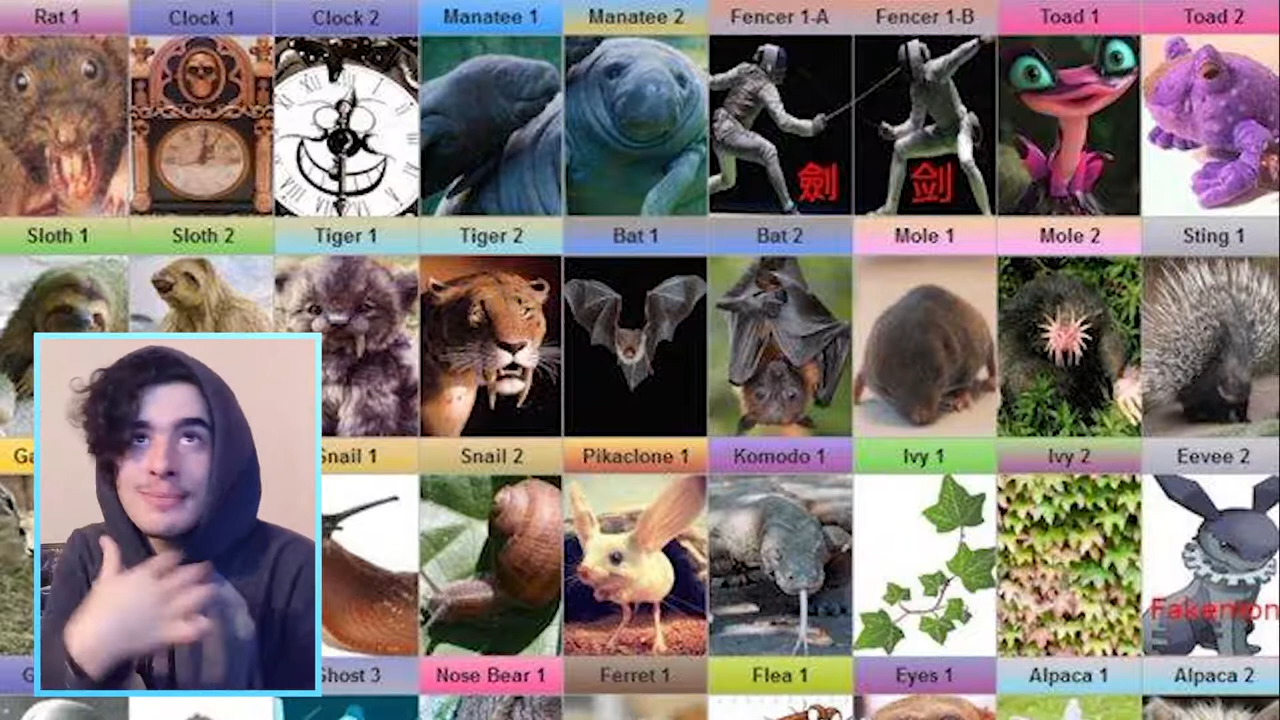 Rat 1
Clock 1
Clock 2
Manatee 1
Manatee 2
Fencer 1-A
Fencer 1-B
Toad 1
Toad 2
劍
剑
Sloth 1
Sloth 2
Tiger 1
Tiger 2
Bat 1
Bat 2
Mole 1
Mole 2
Sting 1
Snail 1
Snail 2
Pikaclone 1
Komodo 1
Ivy 1
Ivy 2
Eevee 2
Fakemon
Ghost 3
Nose Bear 1
Ferret 1
Flea 1
Eyes 1
Alpaca 1
Alpaca 2